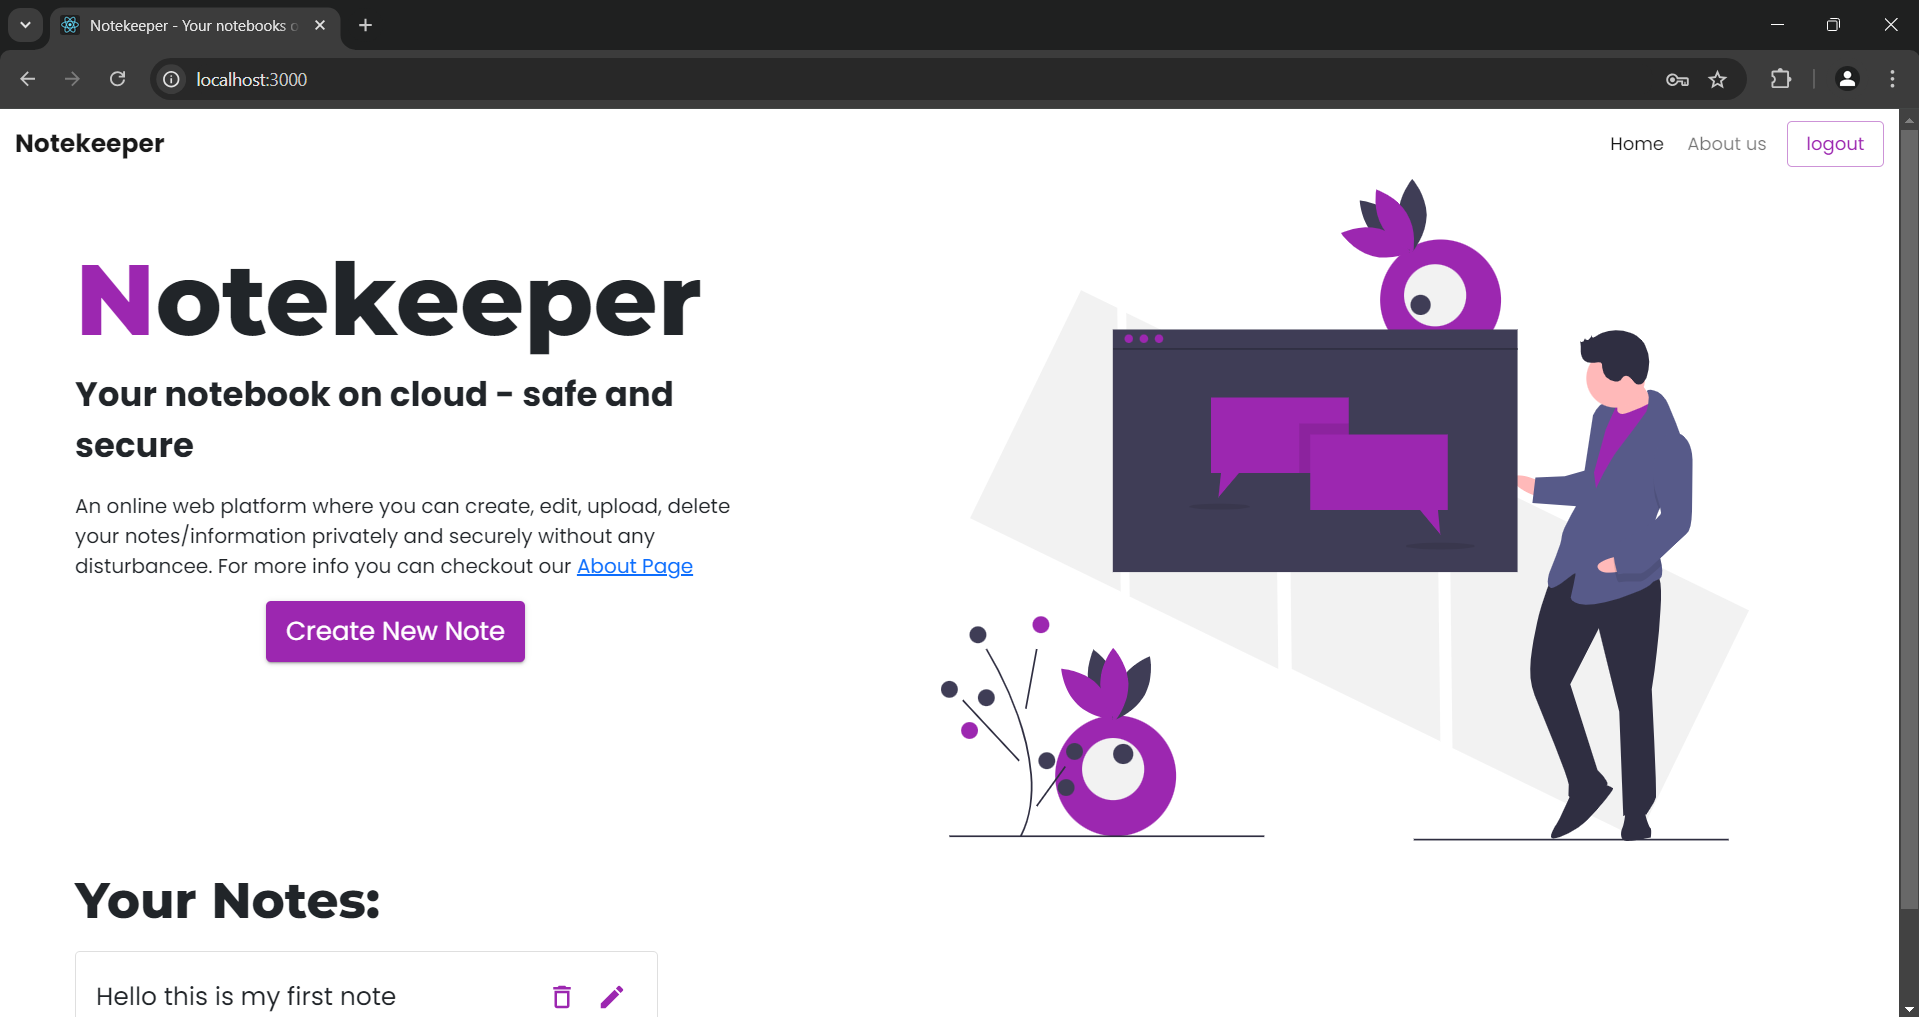 Notekeeper - Your notebooks o
localhost:3000
Notekeeper
Home
About us
logout
Notekeeper
Your notebook on cloud - safe and
secure
An online web platform where you can create, edit, upload, delete
your notes/information privately and securely without any
disturbancee. For more info you can checkout our About Page
Create New Note
Your Notes:
Hello this is my first note